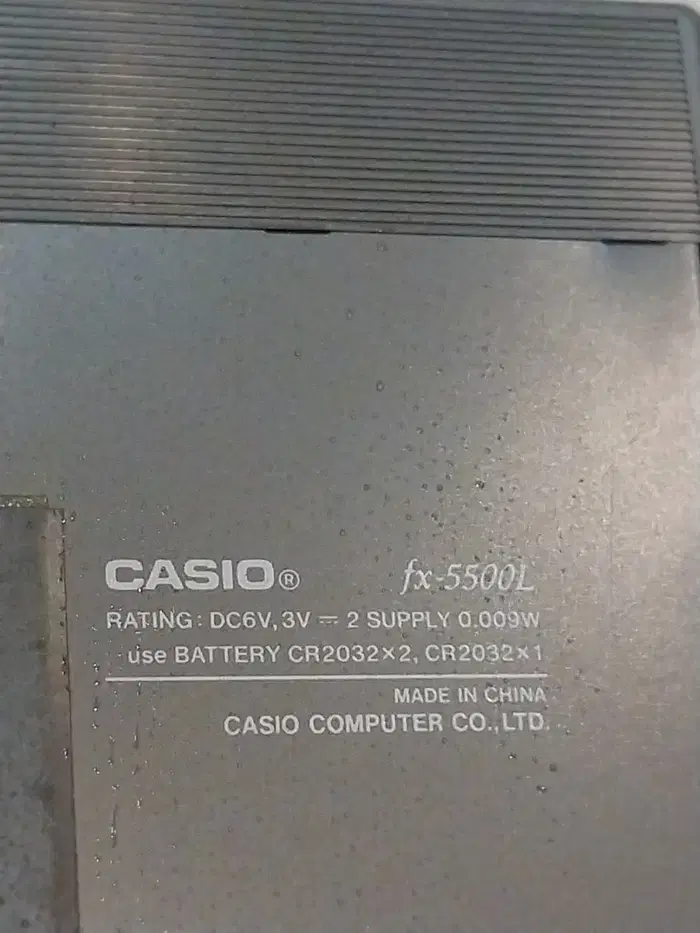 CASIO® fx-5500L
RATING: DC6V, 3V ⎓ 2 SUPPLY 0.009W
use BATTERY CR2032×2, CR2032×1
MADE IN CHINA
CASIO COMPUTER CO.,LTD.